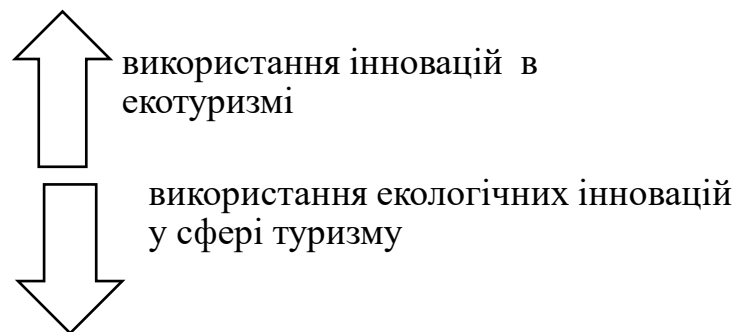 використання інновацій в
екотуризмі
використання екологічних інновацій
у сфері туризму